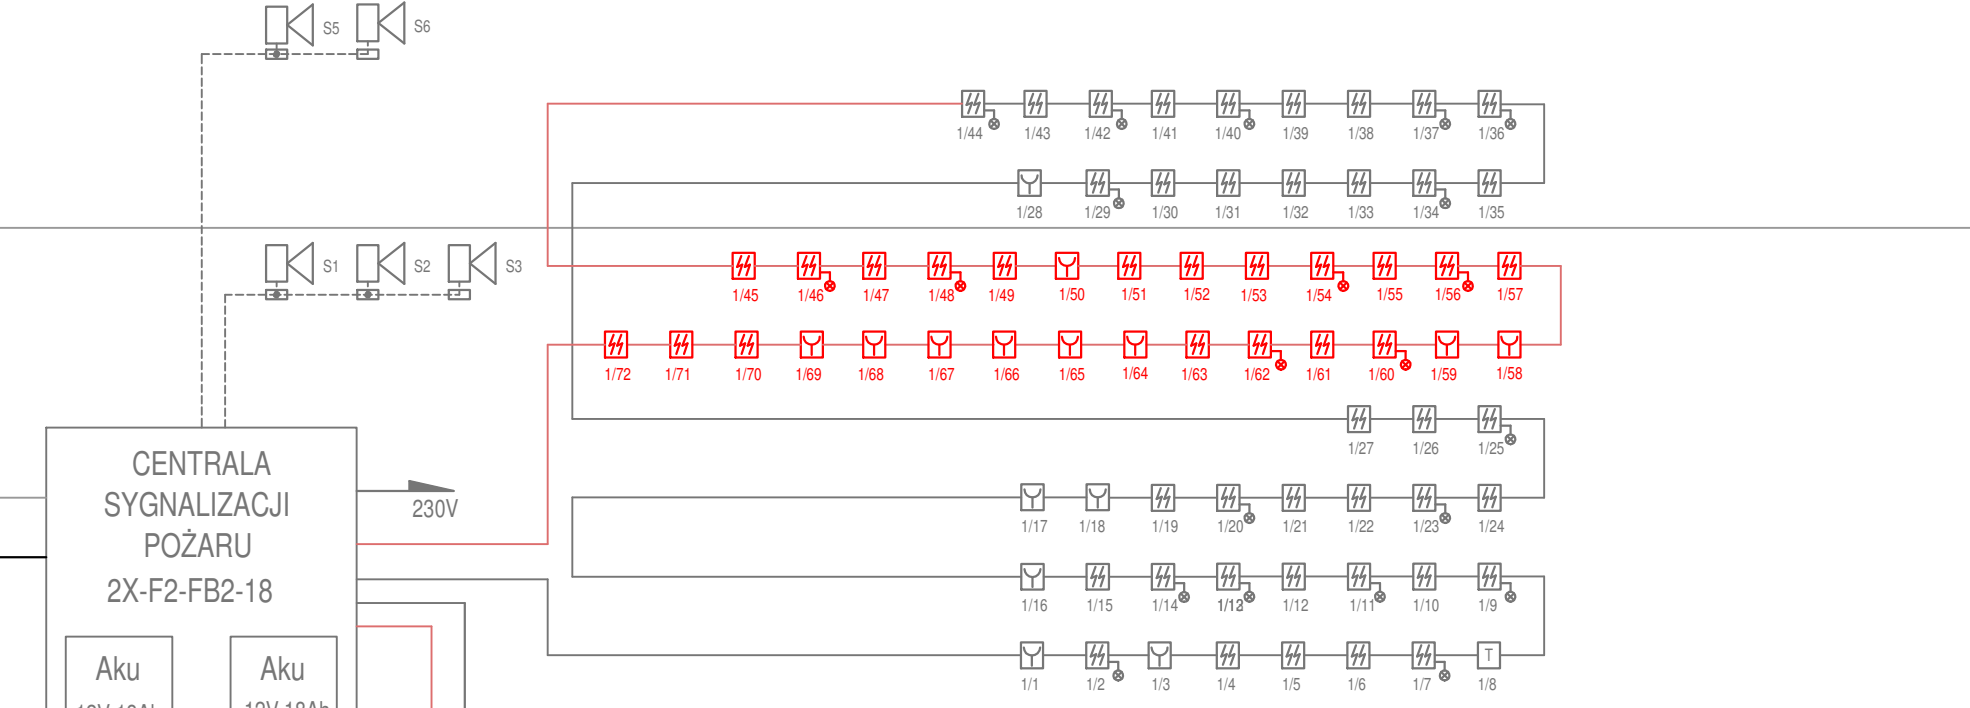 S5 S6
1/44 1/43 1/42 1/41 1/40 1/39 1/38 1/37 1/36
1/28 1/29 1/30 1/31 1/32 1/33 1/34 1/35
S1 S2 S3
1/45 1/46 1/47 1/48 1/49 1/50 1/51 1/52 1/53 1/54 1/55 1/56 1/57
1/72 1/71 1/70 1/69 1/68 1/67 1/66 1/65 1/64 1/63 1/62 1/61 1/60 1/59 1/58
1/27 1/26 1/25
CENTRALA
SYGNALIZACJI
POŻARU
2X-F2-FB2-18
230V
1/17 1/18 1/19 1/20 1/21 1/22 1/23 1/24
1/16 1/15 1/14 1/12 1/11 1/10 1/9
1/1 1/2 1/3 1/4 1/5 1/6 1/7 1/8
T
Aku Aku
12V 18Ah